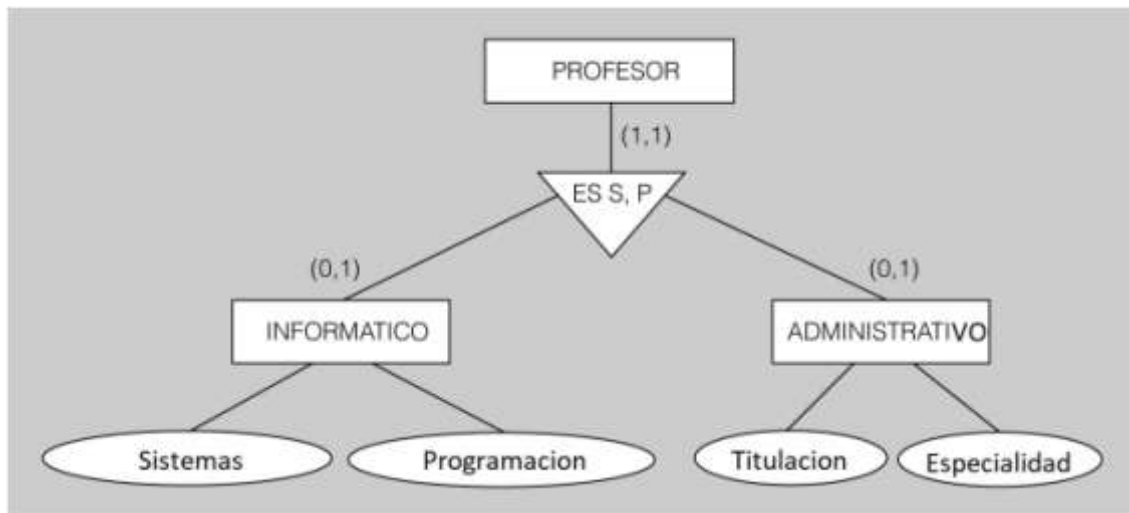 PROFESOR
(1,1)
ES S, P
(0,1)
(0,1)
INFORMATICO
ADMINISTRATIVO
Sistemas
Programacion
Titulacion
Especialidad